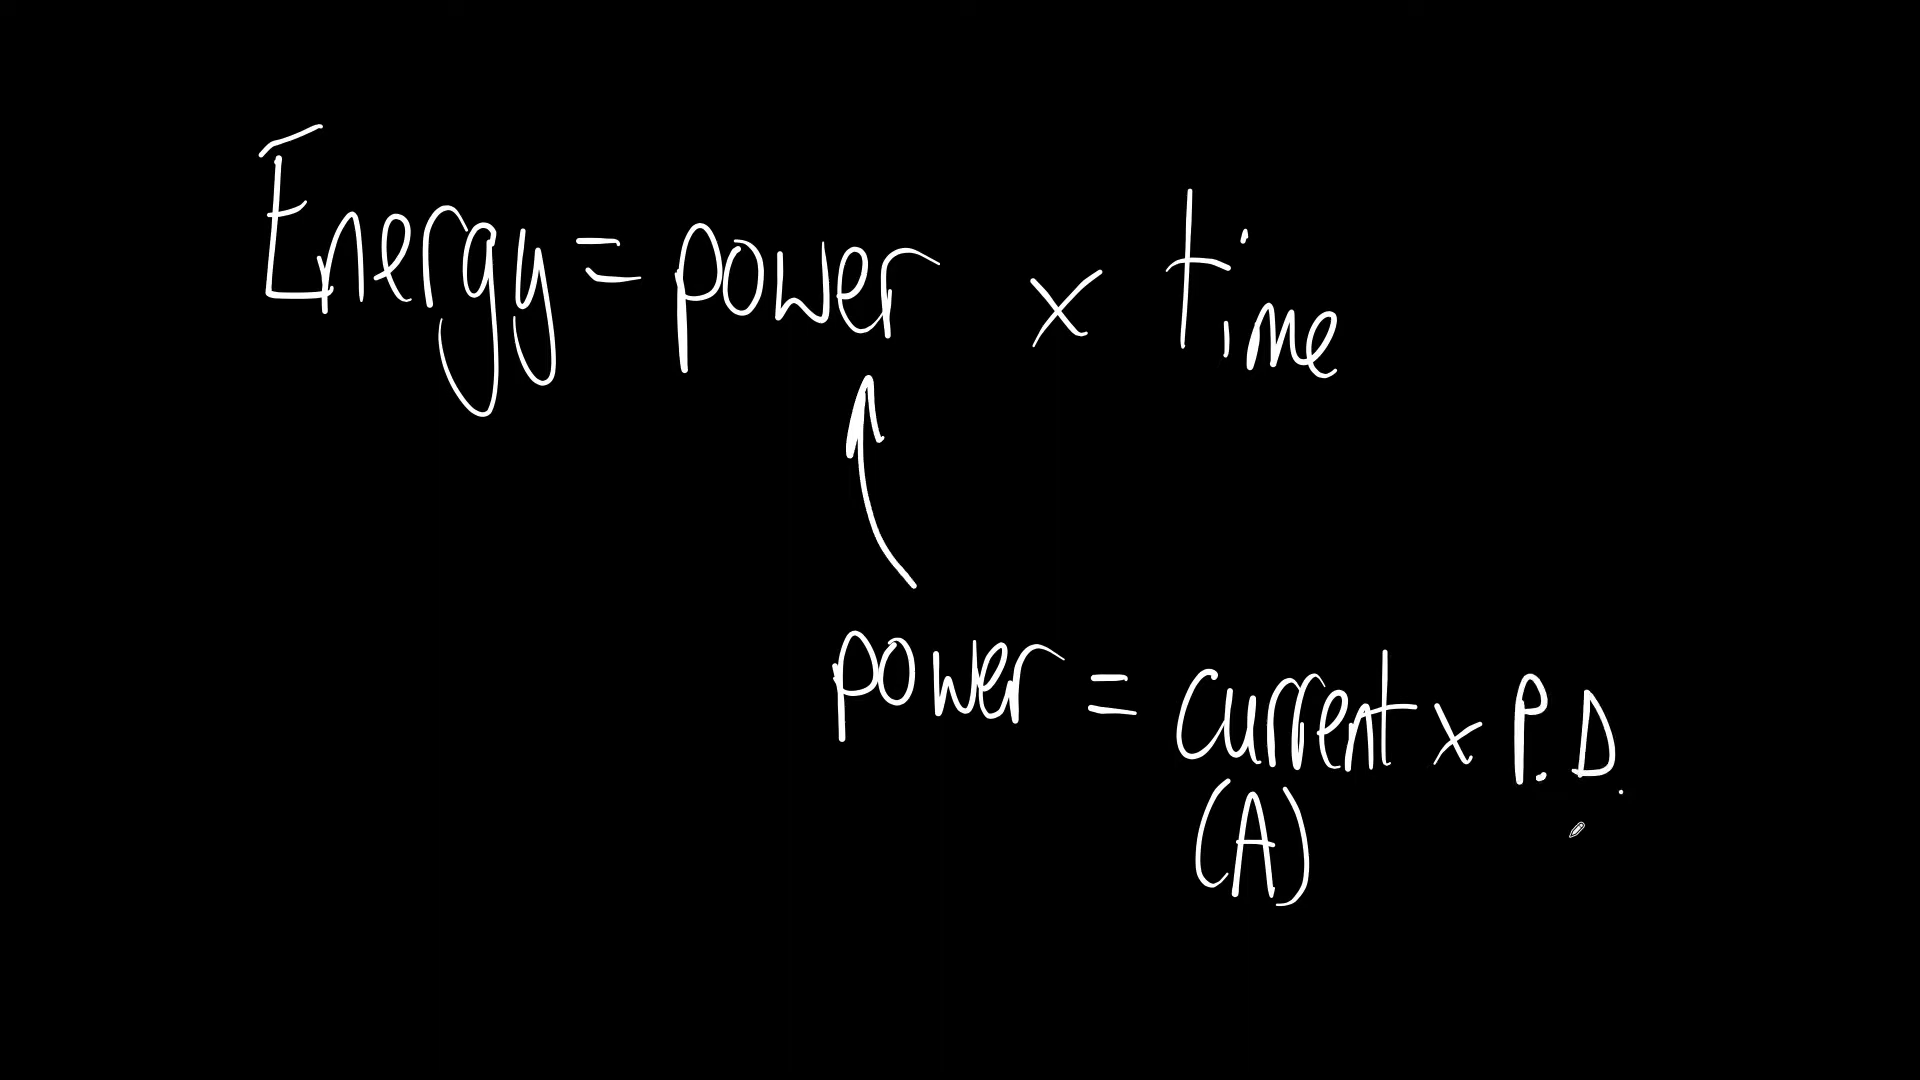 Energy = power x time
power = current x P.D.
(A)